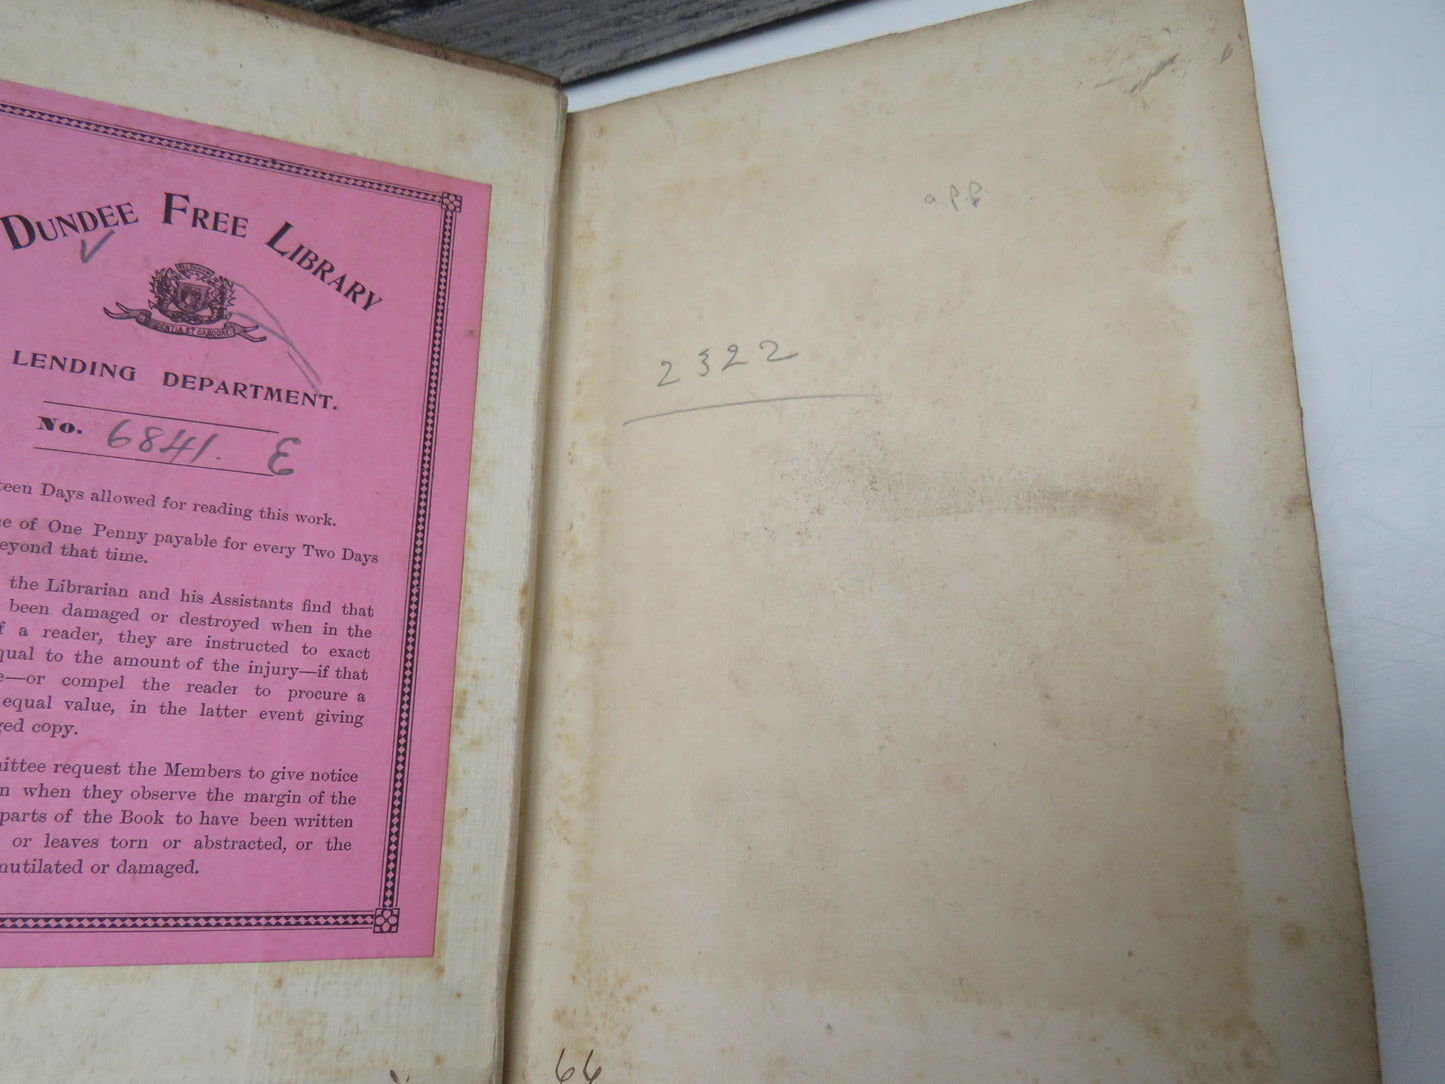 DUNDEE FREE LIBRARY
LENDING DEPARTMENT.
No. 6841. E
teen Days allowed for reading this work.
e of One Penny payable for every Two Days
eyond that time.
the Librarian and his Assistants find that
been damaged or destroyed when in the
f a reader, they are instructed to exact
qual to the amount of the injury—if that
e—or compel the reader to procure a
equal value, in the latter event giving
ged copy.
mittee request the Members to give notice
n when they observe the margin of the
parts of the Book to have been written
or leaves torn or abstracted, or the
mutilated or damaged.
2322
66